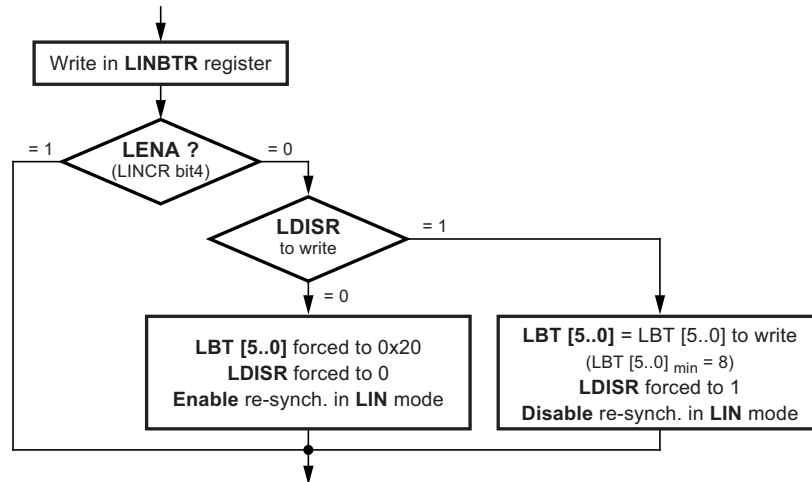 Write in LINBTR register
= 1
LENA ?
= 0
(LINCR bit4)
LDISR
to write
= 1
= 0
LBT [5..0] forced to 0x20
LDISR forced to 0
Enable re-synch. in LIN mode
LBT [5..0] = LBT [5..0] to write
(LBT [5..0] min = 8)
LDISR forced to 1
Disable re-synch. in LIN mode